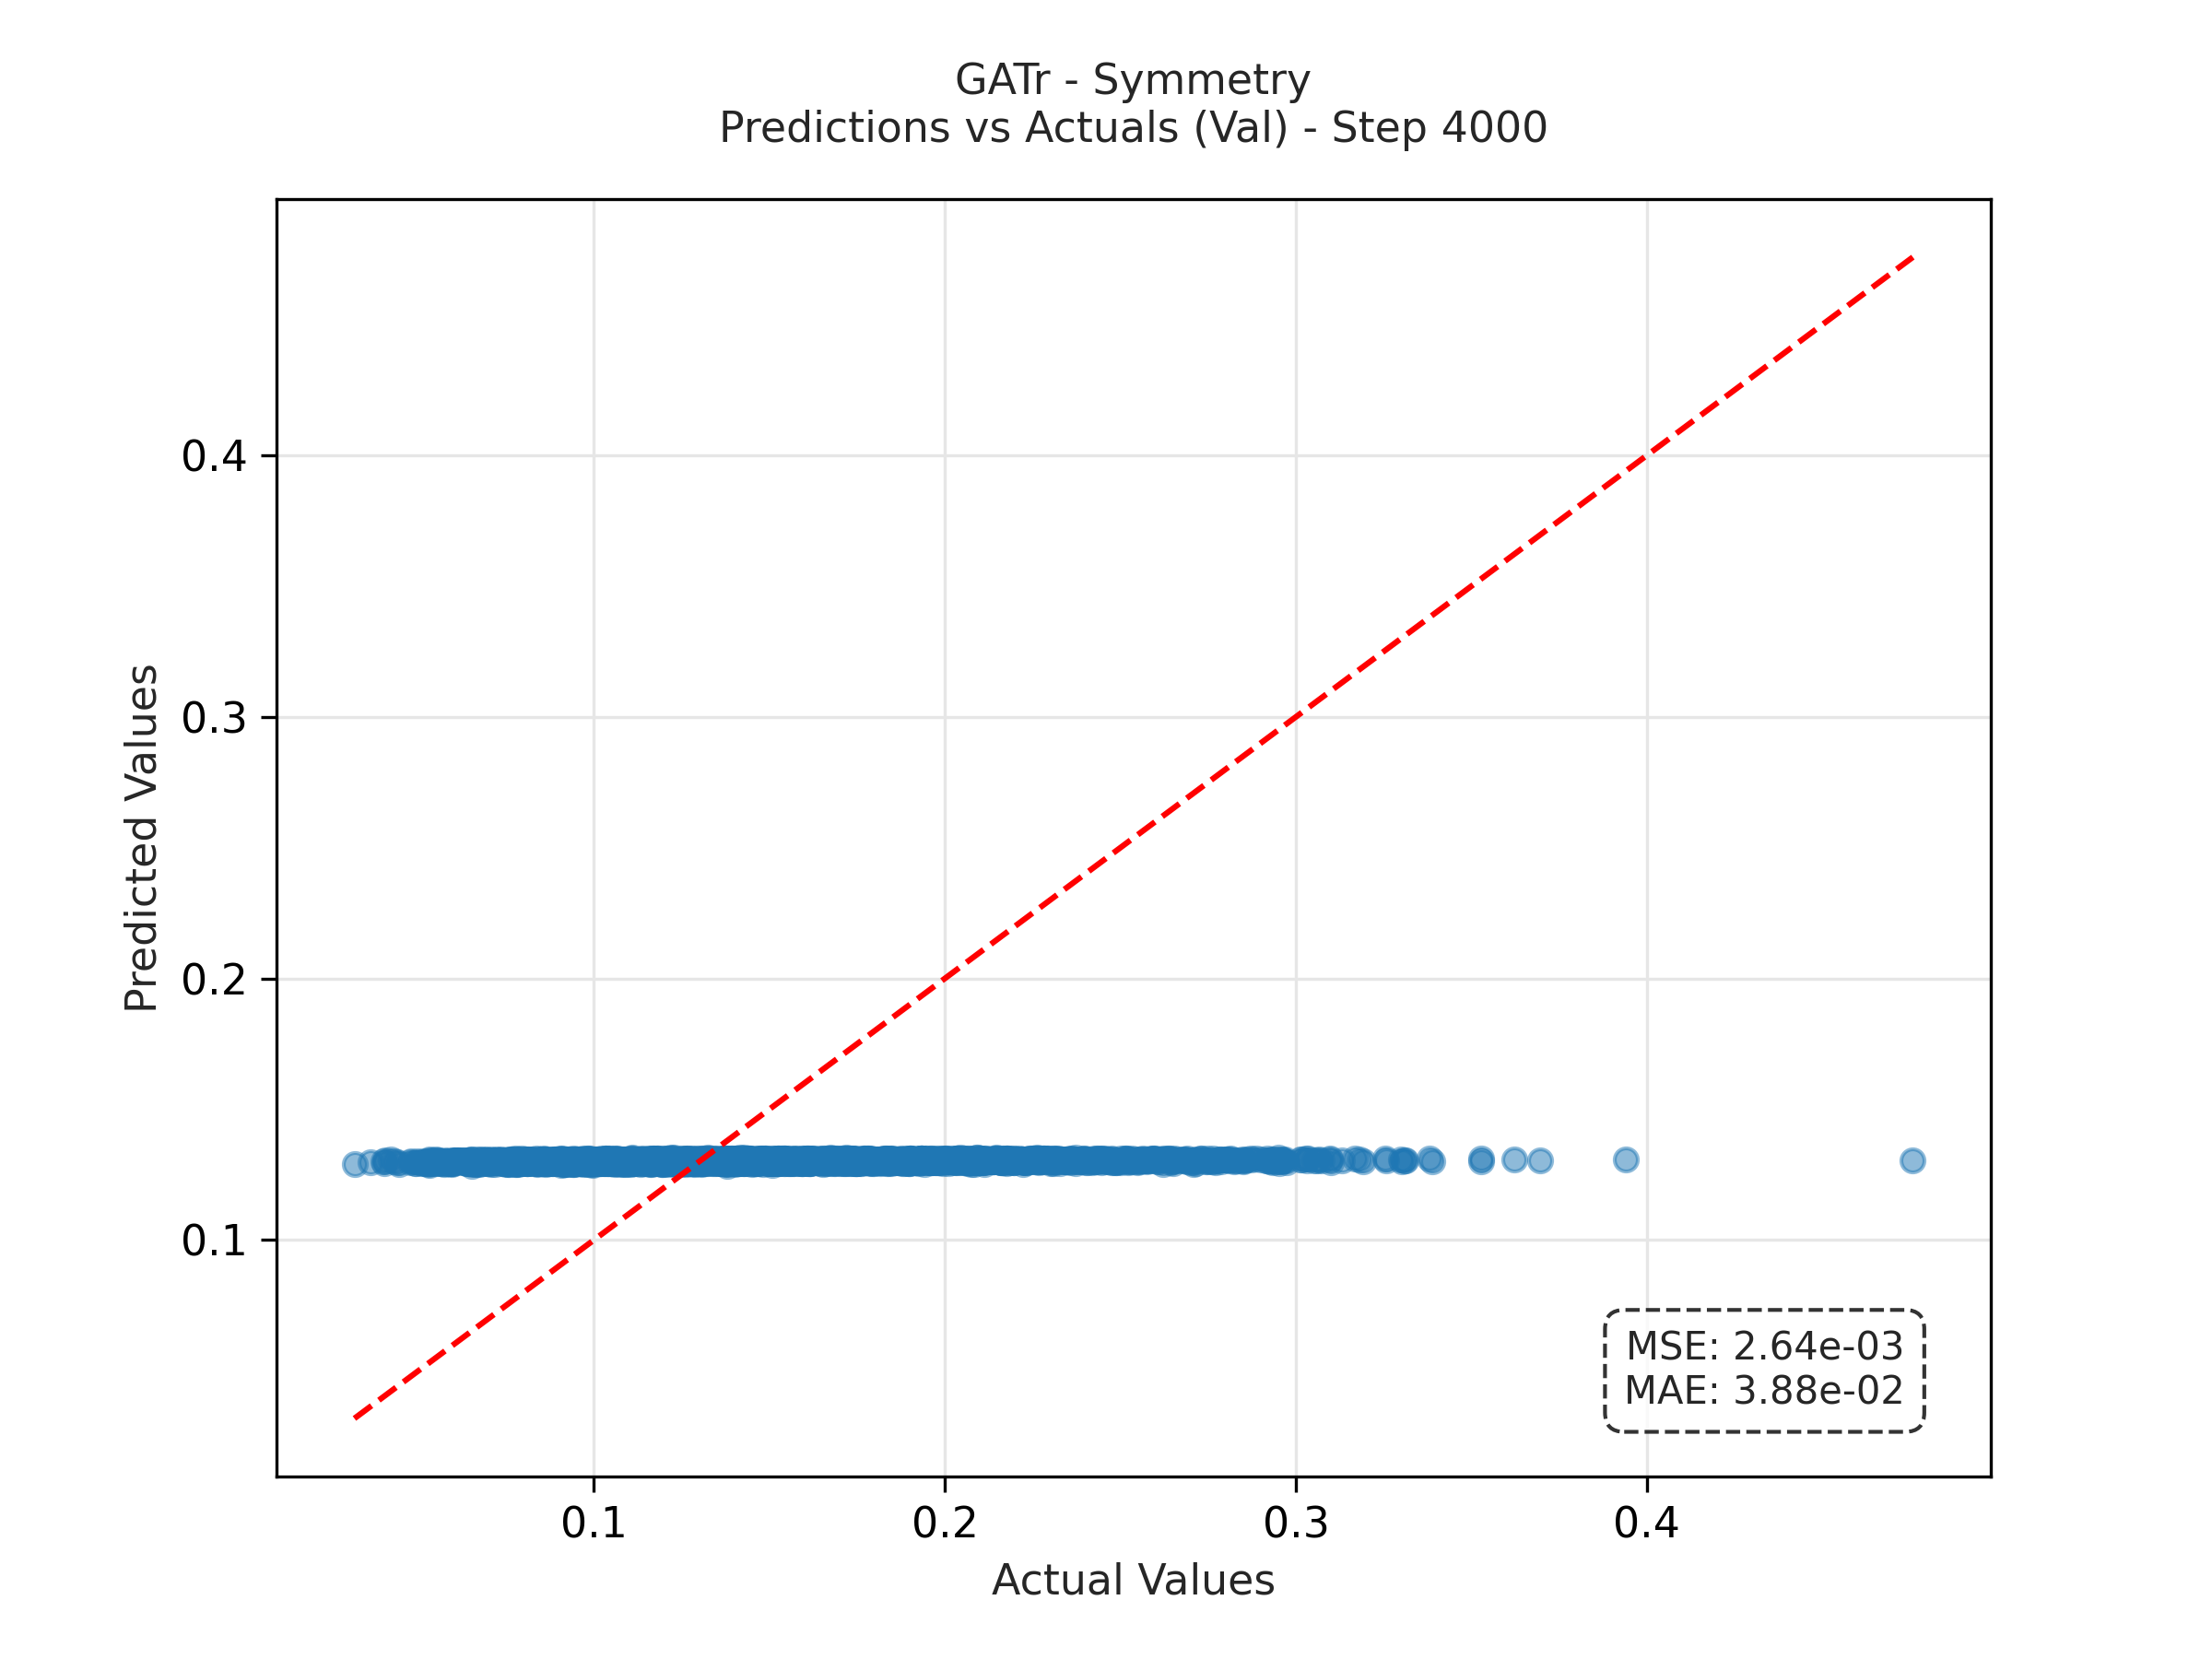 GATr - Symmetry
Predictions vs Actuals (Val) - Step 4000
Predicted Values
0.4
0.3
0.2
0.1
MSE: 2.64e-03
MAE: 3.88e-02
0.1 0.2 0.3 0.4
Actual Values